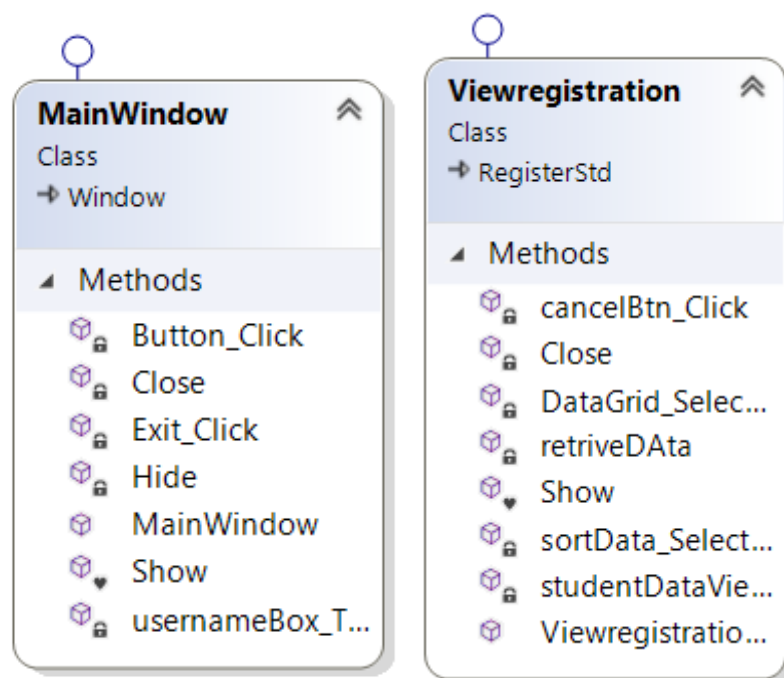 MainWindow
Class
Window
Methods
Button_Click
Close
Exit_Click
Hide
MainWindow
Show
usernameBox_T...
Viewregistration
Class
RegisterStd
Methods
cancelBtn_Click
Close
DataGrid_Selec...
retriveDAta
Show
sortData_Select...
studentDataVie...
Viewregistratio...